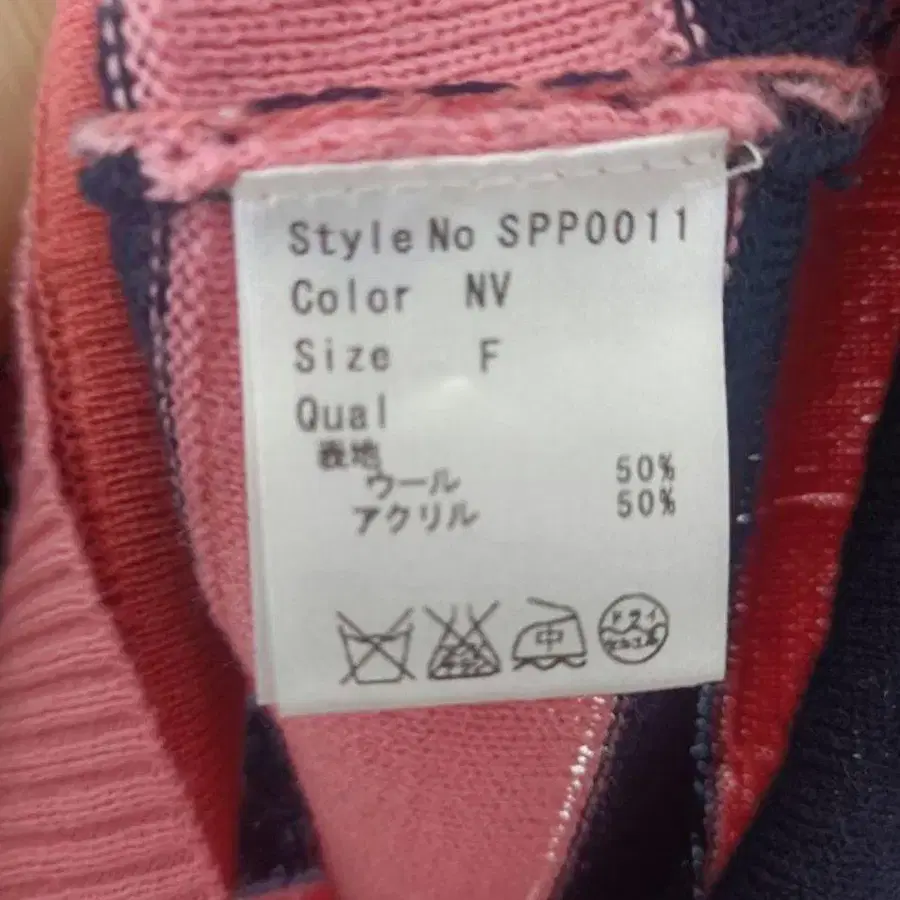 Style No SPP0011
Color NV
Size F
Qual
表地
ウール 50%
アクリル 50%
中
ドライ